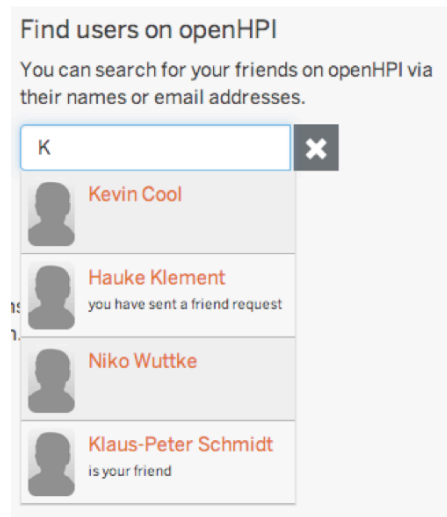 Find users on openHPI
You can search for your friends on openHPI via
their names or email addresses.
K
Kevin Cool
Hauke Klement
you have sent a friend request
Niko Wuttke
Klaus-Peter Schmidt
is your friend